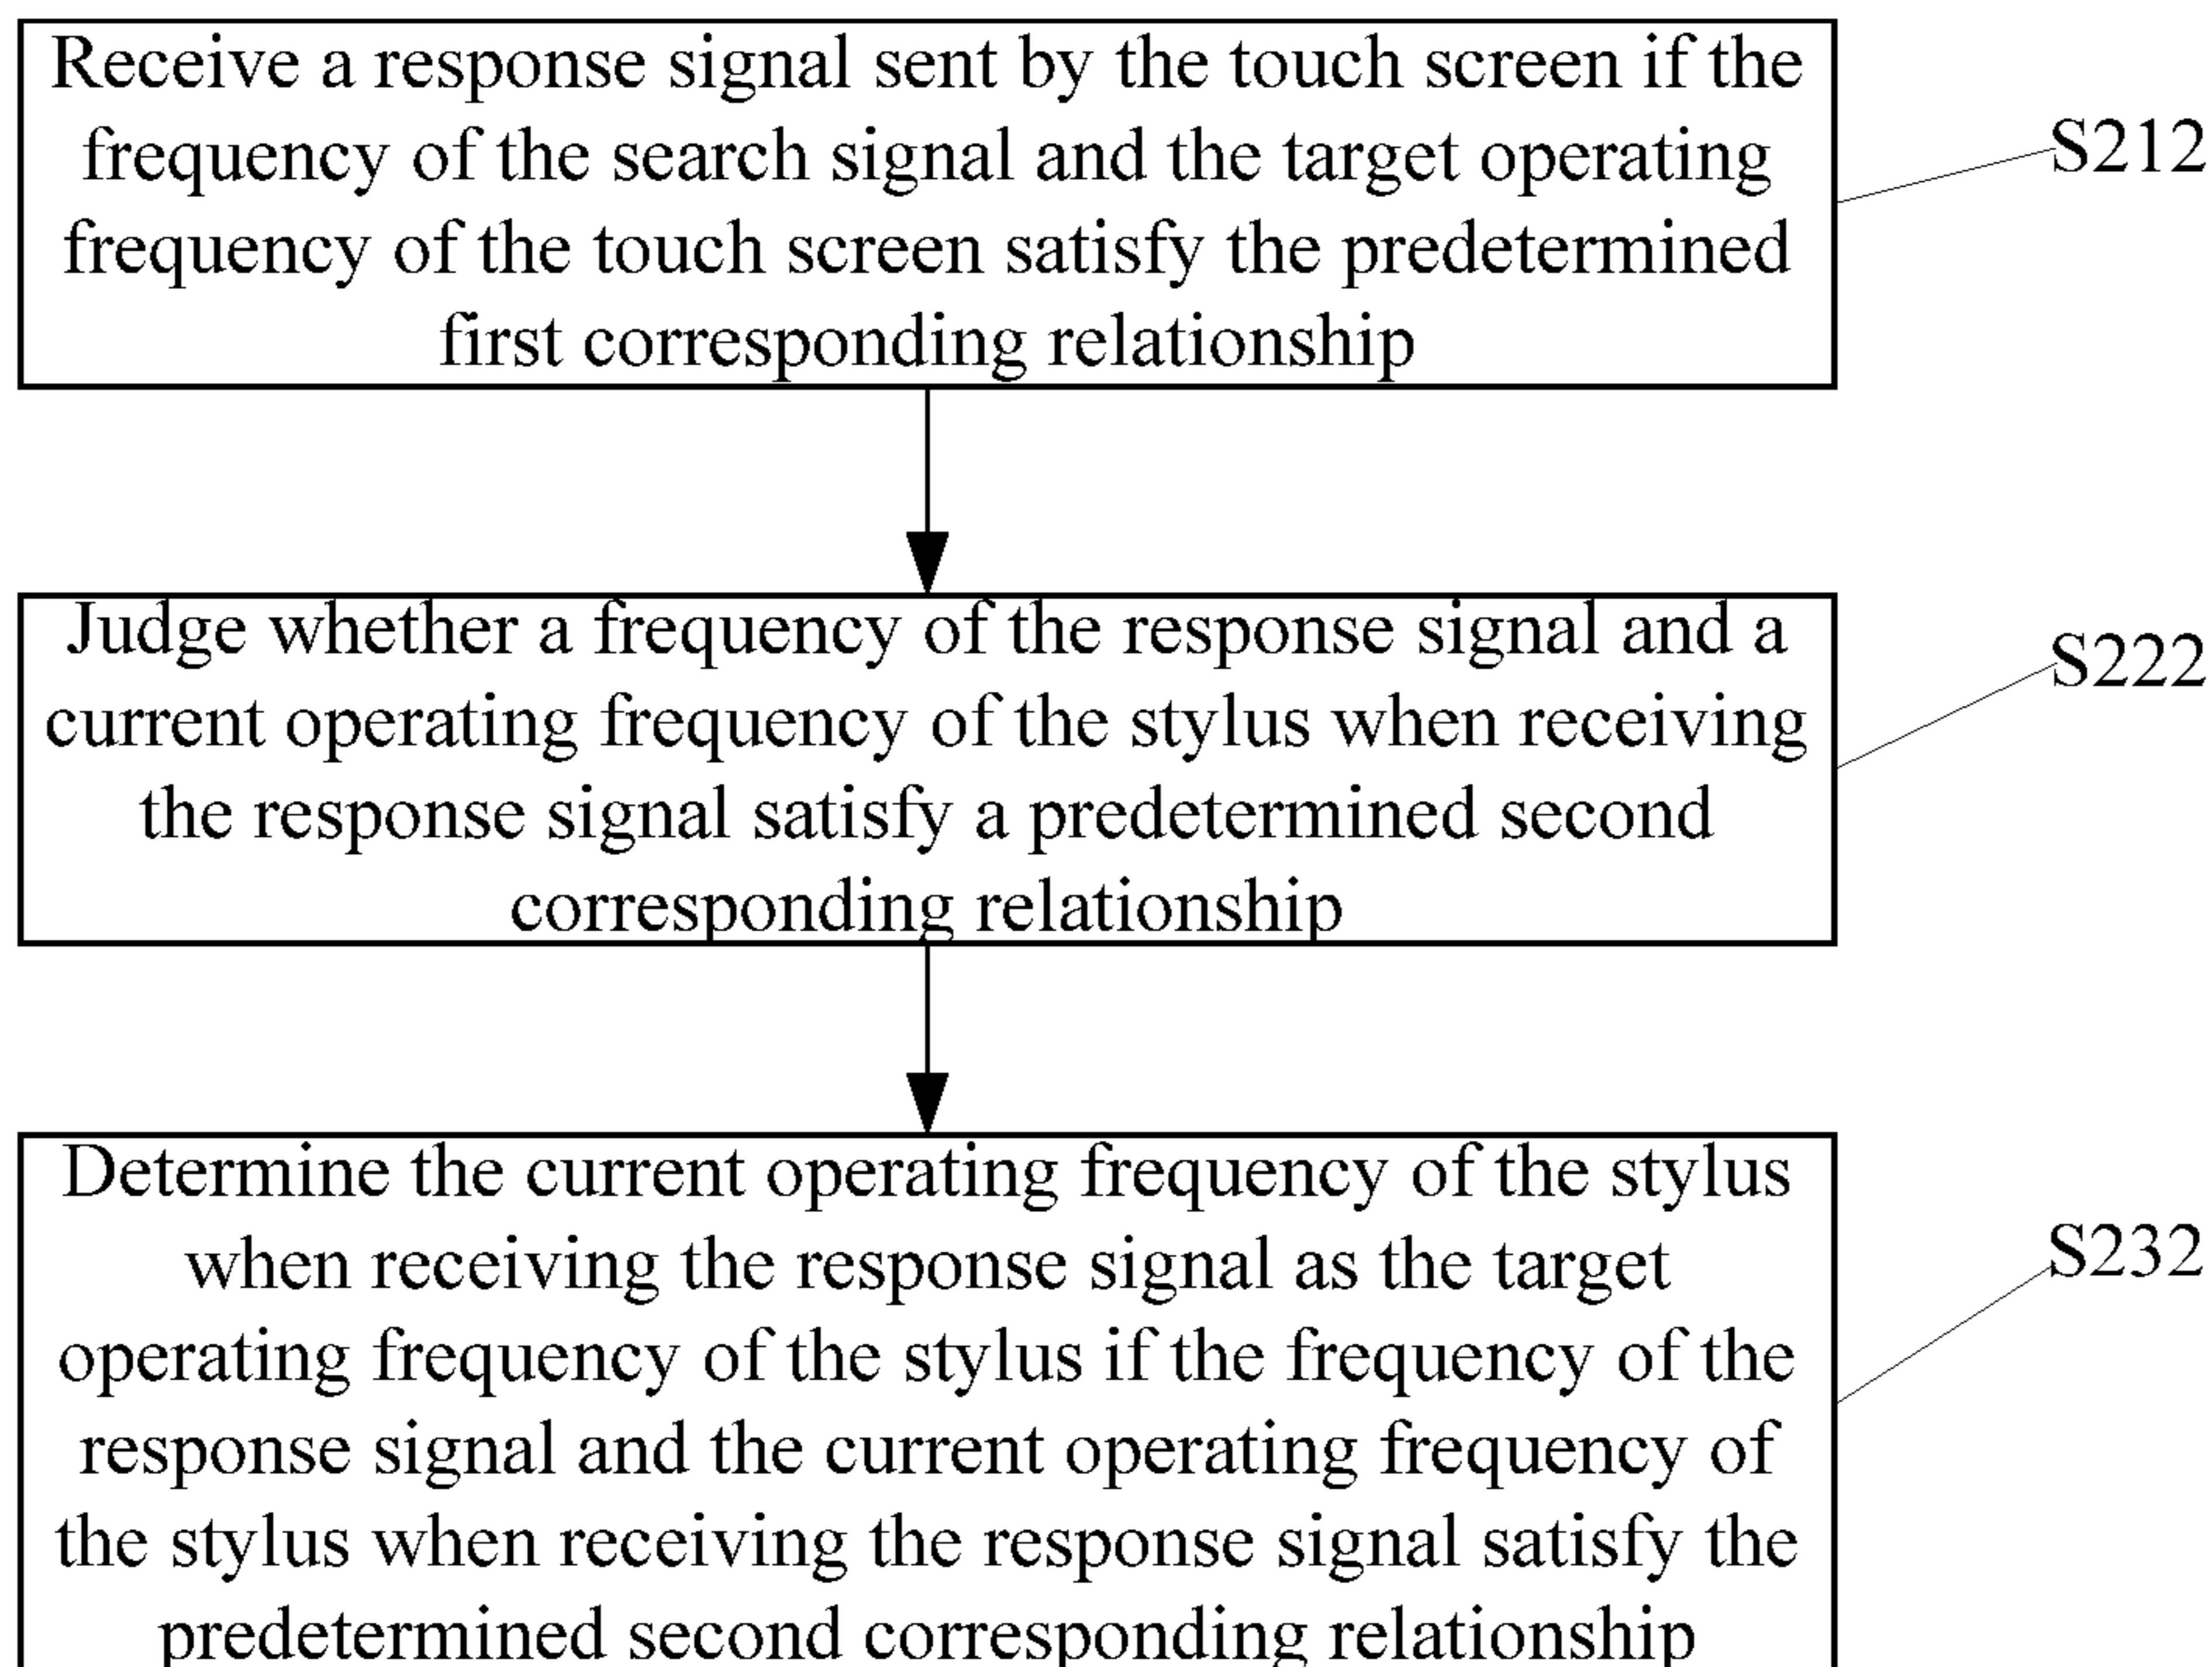 Receive a response signal sent by the touch screen if the
frequency of the search signal and the target operating
frequency of the touch screen satisfy the predetermined
first corresponding relationship
S212
Judge whether a frequency of the response signal and a
current operating frequency of the stylus when receiving
the response signal satisfy a predetermined second
corresponding relationship
S222
Determine the current operating frequency of the stylus
when receiving the response signal as the target
operating frequency of the stylus if the frequency of the
response signal and the current operating frequency of
the stylus when receiving the response signal satisfy the
predetermined second corresponding relationship
S232